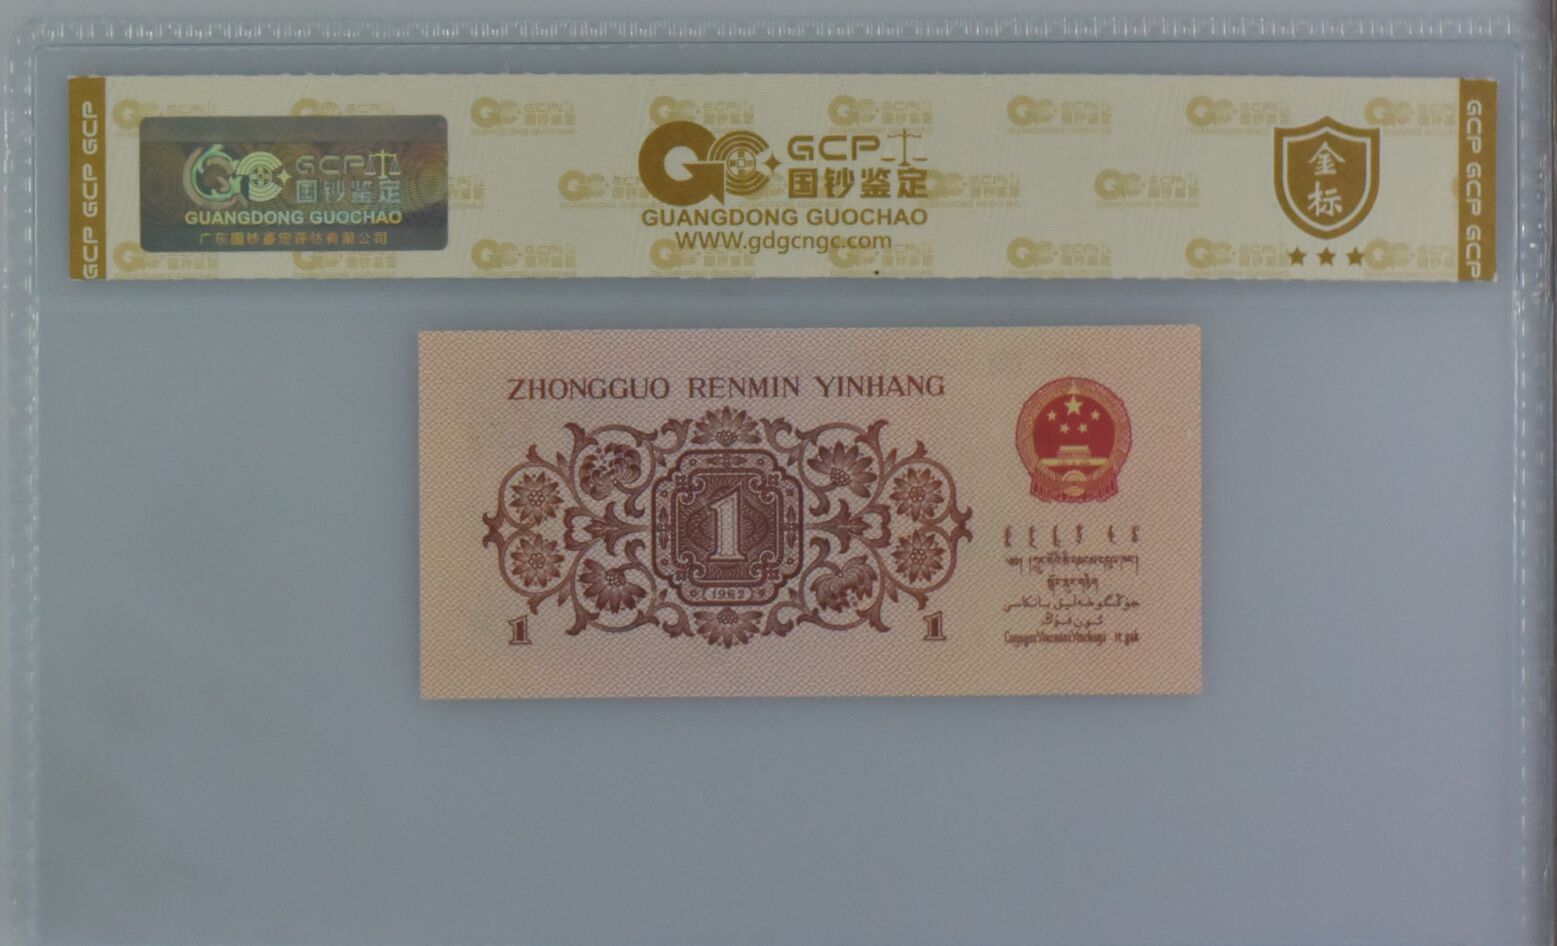 GCP GCP GCP
GCP
国钞鉴定
GUANGDONG GUOCHAO
广东国钞鉴定评估有限公司
GCP
国钞鉴定
GUANGDONG GUOCHAO
WWW.gdgcngc.com
金标
GCP GCP GCP GCP
ZHONGGUO RENMIN YINHANG
1
1962
1
1